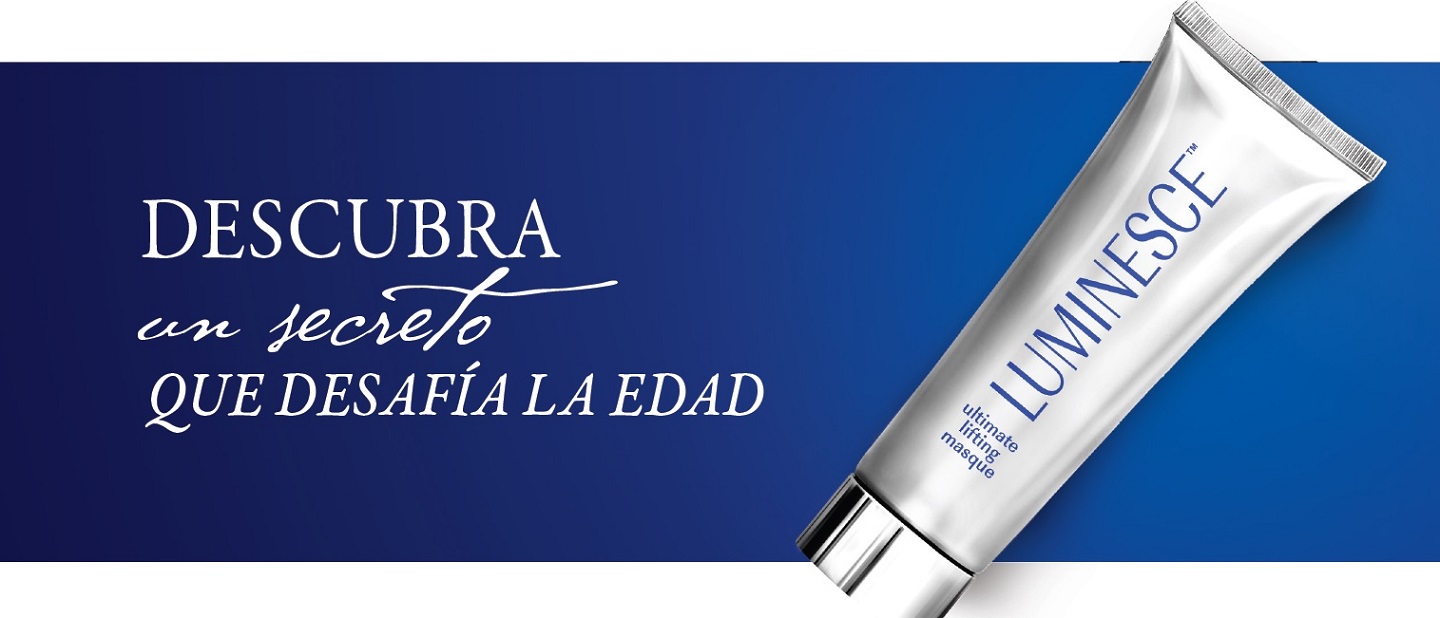 DESCUBRA
un secreto
QUE DESAFÍA LA EDAD
LUMINESCE™
ultimate
lifting
masque